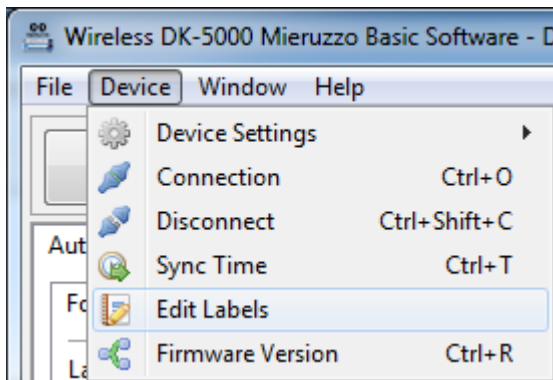 Wireless DK-5000 Mieruzzo Basic Software -
File Device Window Help
Device Settings
Connection Ctrl+O
Disconnect Ctrl+Shift+C
Sync Time Ctrl+T
Edit Labels
Firmware Version Ctrl+R